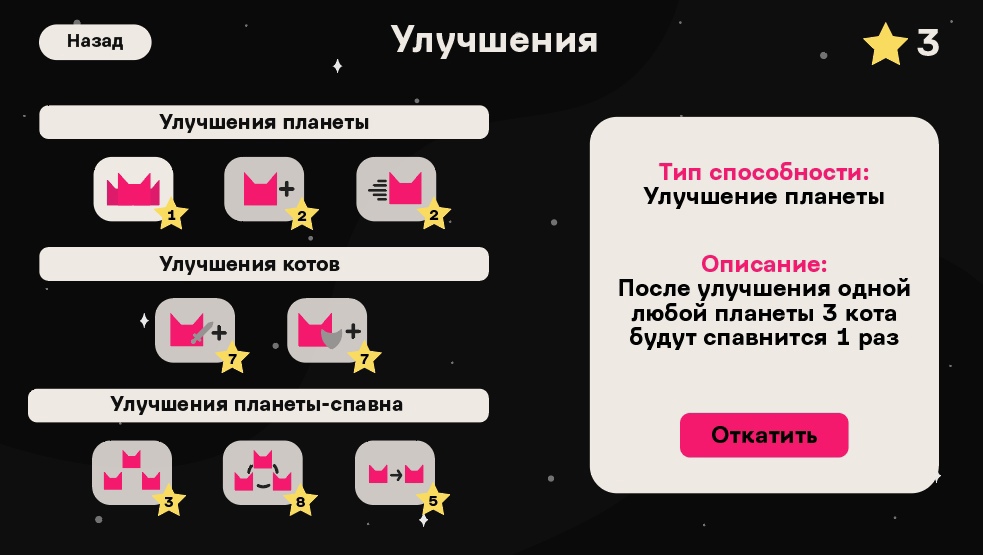 Назад
Улучшения
3
Улучшения планеты
1
2
2
Улучшения котов
7
7
Улучшения планеты-спавна
3
8
5
Тип способности:
Улучшение планеты
Описание:
После улучшения одной
любой планеты 3 кота
будут спавнится 1 раз
Откатить